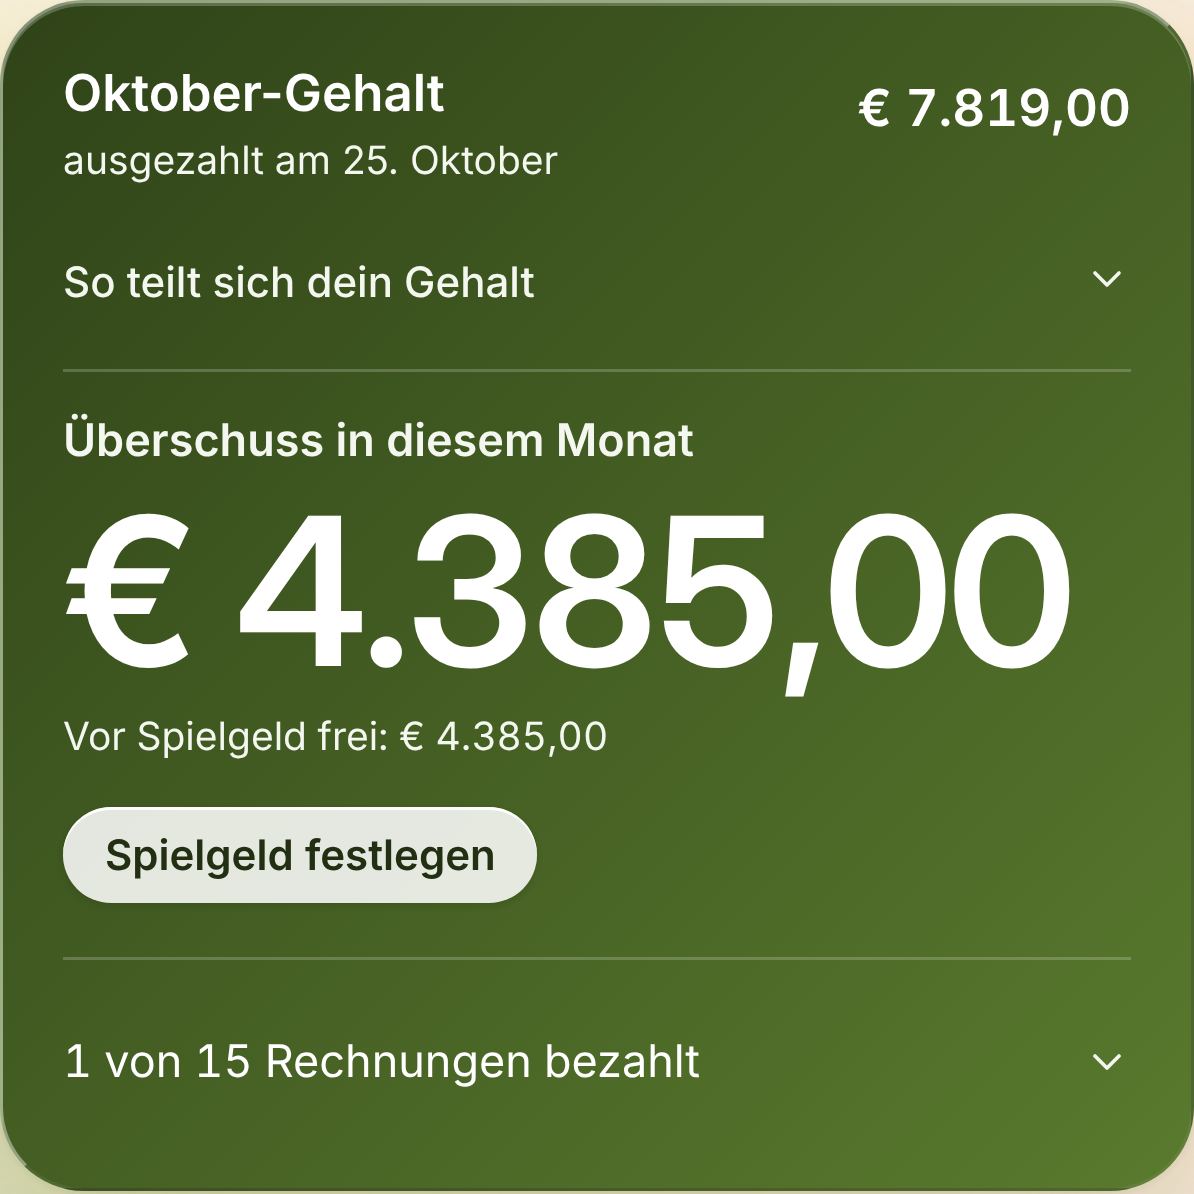 Oktober-Gehalt
€ 7.819,00
ausgezahlt am 25. Oktober
So teilt sich dein Gehalt
Überschuss in diesem Monat
€ 4.385,00
Vor Spielgeld frei: € 4.385,00
Spielgeld festlegen
1 von 15 Rechnungen bezahlt